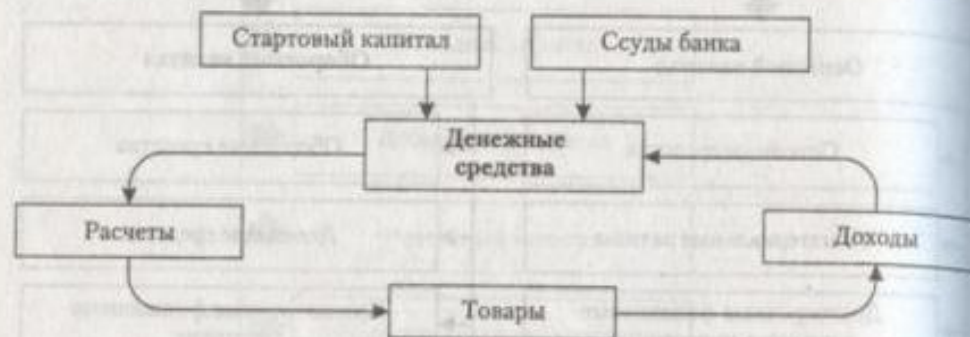 Стартовый капитал
Ссуды банка
Денежные
средства
Расчеты
Доходы
Товары